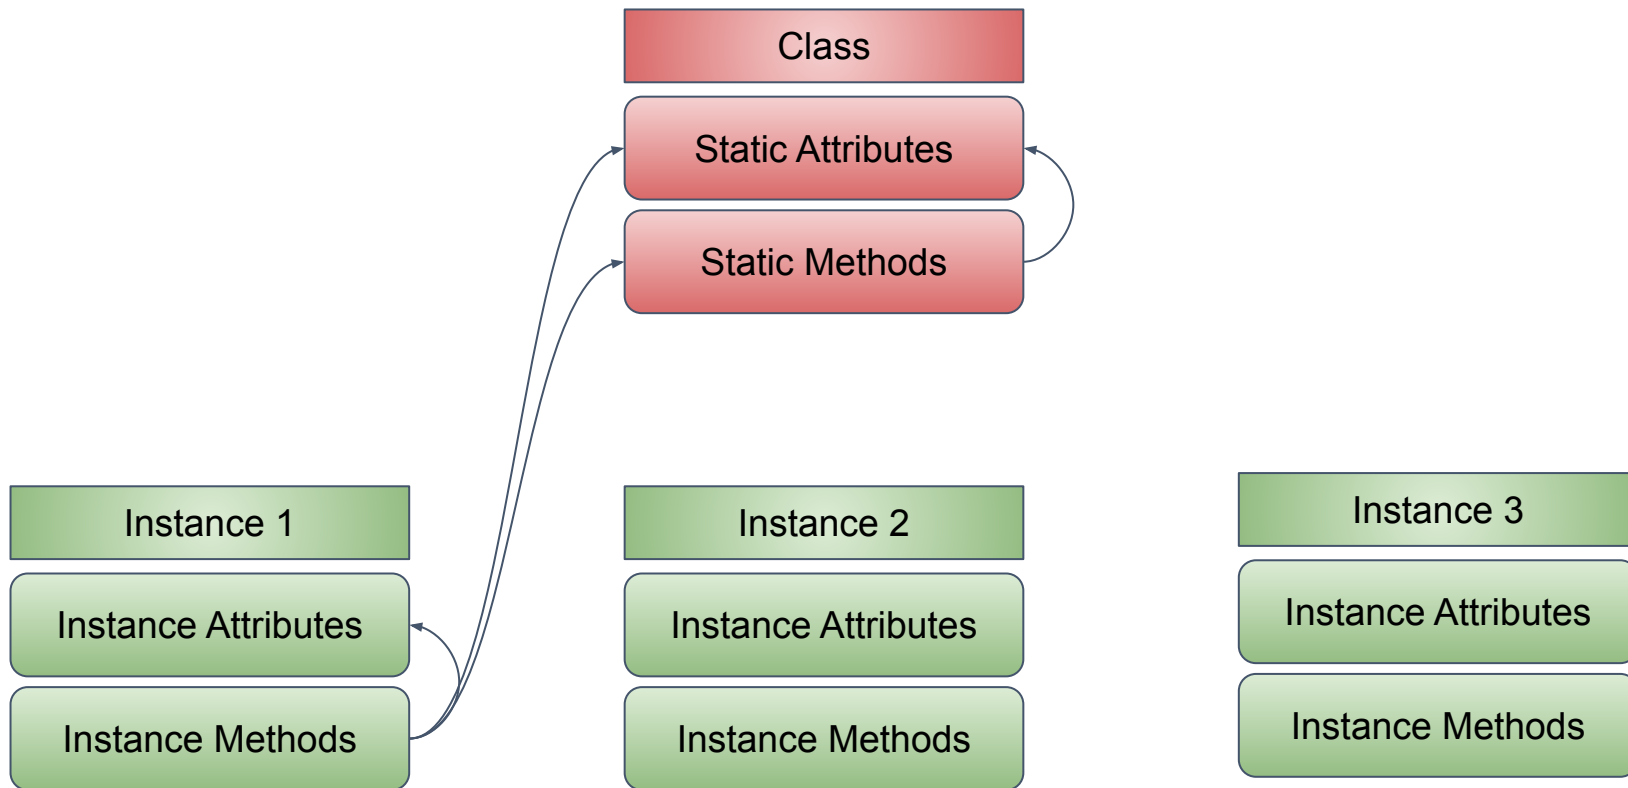 Class
Static Attributes
Static Methods
Instance 1
Instance Attributes
Instance Methods
Instance 2
Instance Attributes
Instance Methods
Instance 3
Instance Attributes
Instance Methods